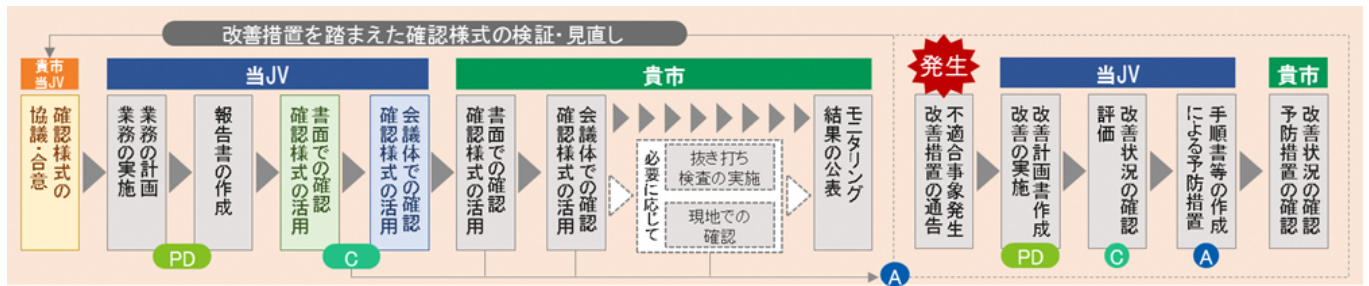 改善措置を踏まえた確認様式の検証・見直し
貴市
当JV
確認様式の
協議・合意
当JV
業務の計画
業務の実施
報告書の作成
書面での確認
確認様式の活用
会議体での確認
確認様式の活用
PD
C
貴市
書面での確認
確認様式の活用
会議体での確認
確認様式の活用
必要に応じて
抜き打ち
検査の実施
現地での
確認
モニタリング
結果の公表
A
発生
不適合事象発生
改善措置の通告
当JV
改善計画書作成
改善の実施
改善状況の確認
評価
手順書等の作成
による予防措置
PD
C
A
貴市
改善状況の確認
予防措置の確認